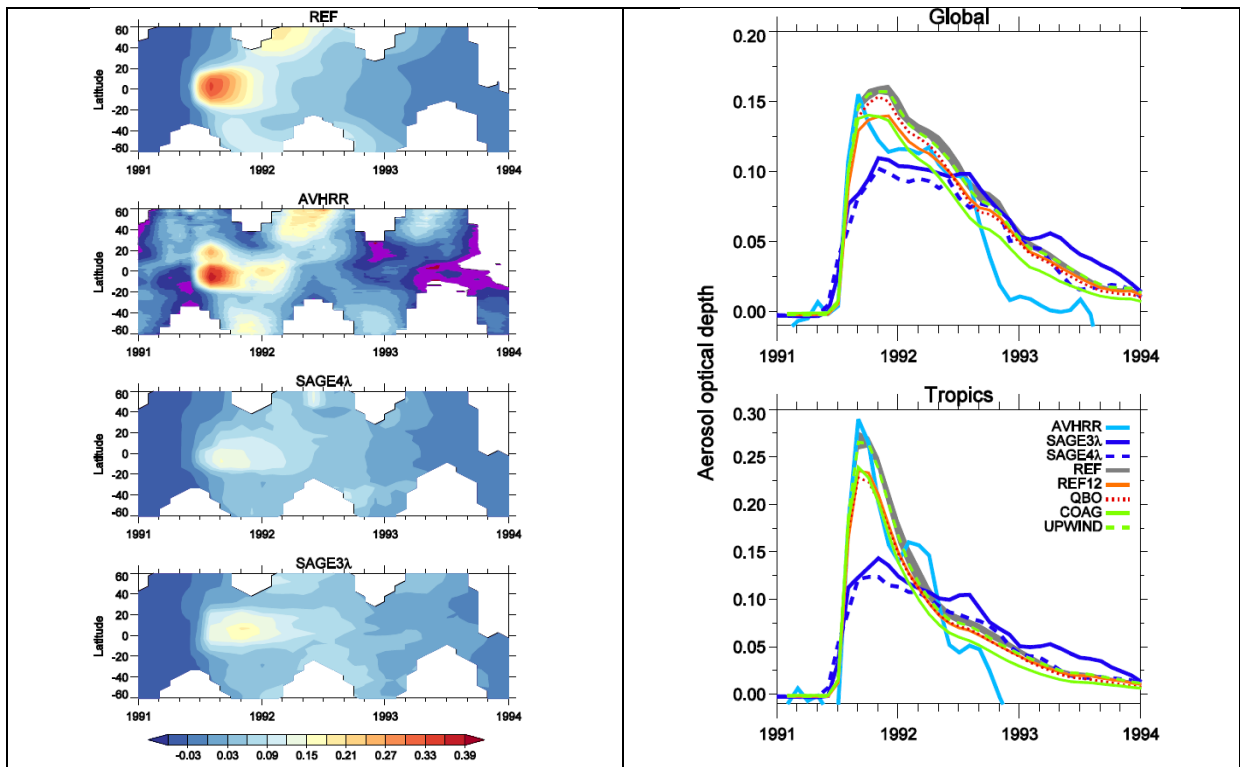 REF
60
40
20
0
-20
-40
-60
Latitude
1991 1992 1993 1994
AVHRR
60
40
20
0
-20
-40
-60
Latitude
1991 1992 1993 1994
SAGE4λ
60
40
20
0
-20
-40
-60
Latitude
1991 1992 1993 1994
SAGE3λ
60
40
20
0
-20
-40
-60
Latitude
1991 1992 1993 1994
-0.03 0.03 0.09 0.15 0.21 0.27 0.33 0.39
Aerosol optical depth
Global
0.20
0.15
0.10
0.05
0.00
1991 1992 1993 1994
Tropics
0.30
0.25
0.20
0.15
0.10
0.05
0.00
AVHRR
SAGE3λ
SAGE4λ
REF
REF12
QBO
COAG
UPWIND
1991 1992 1993 1994